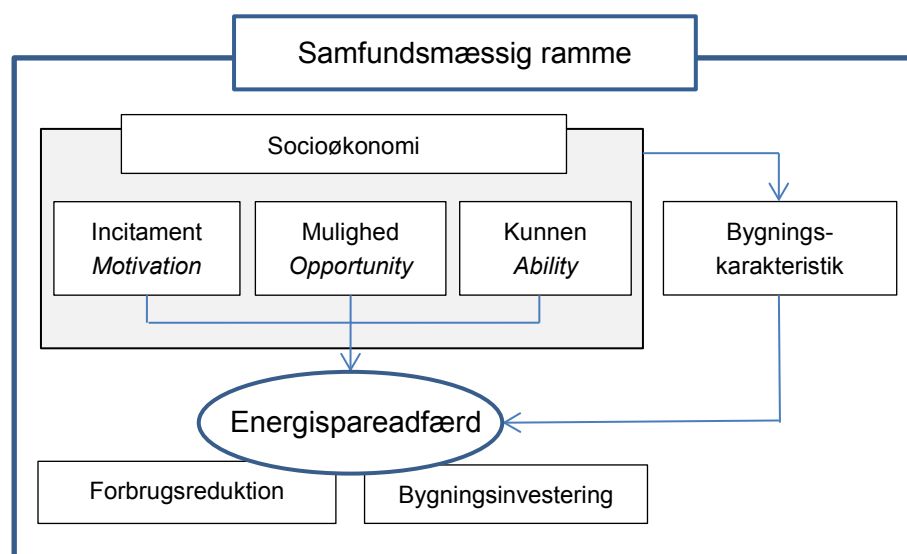 Samfundsmæssig ramme
Socioøkonomi
Incitament
Motivation
Mulighed
Opportunity
Kunnen
Ability
Bygnings-
karakteristik
Energispareadfærd
Forbrugsreduktion
Bygningsinvestering